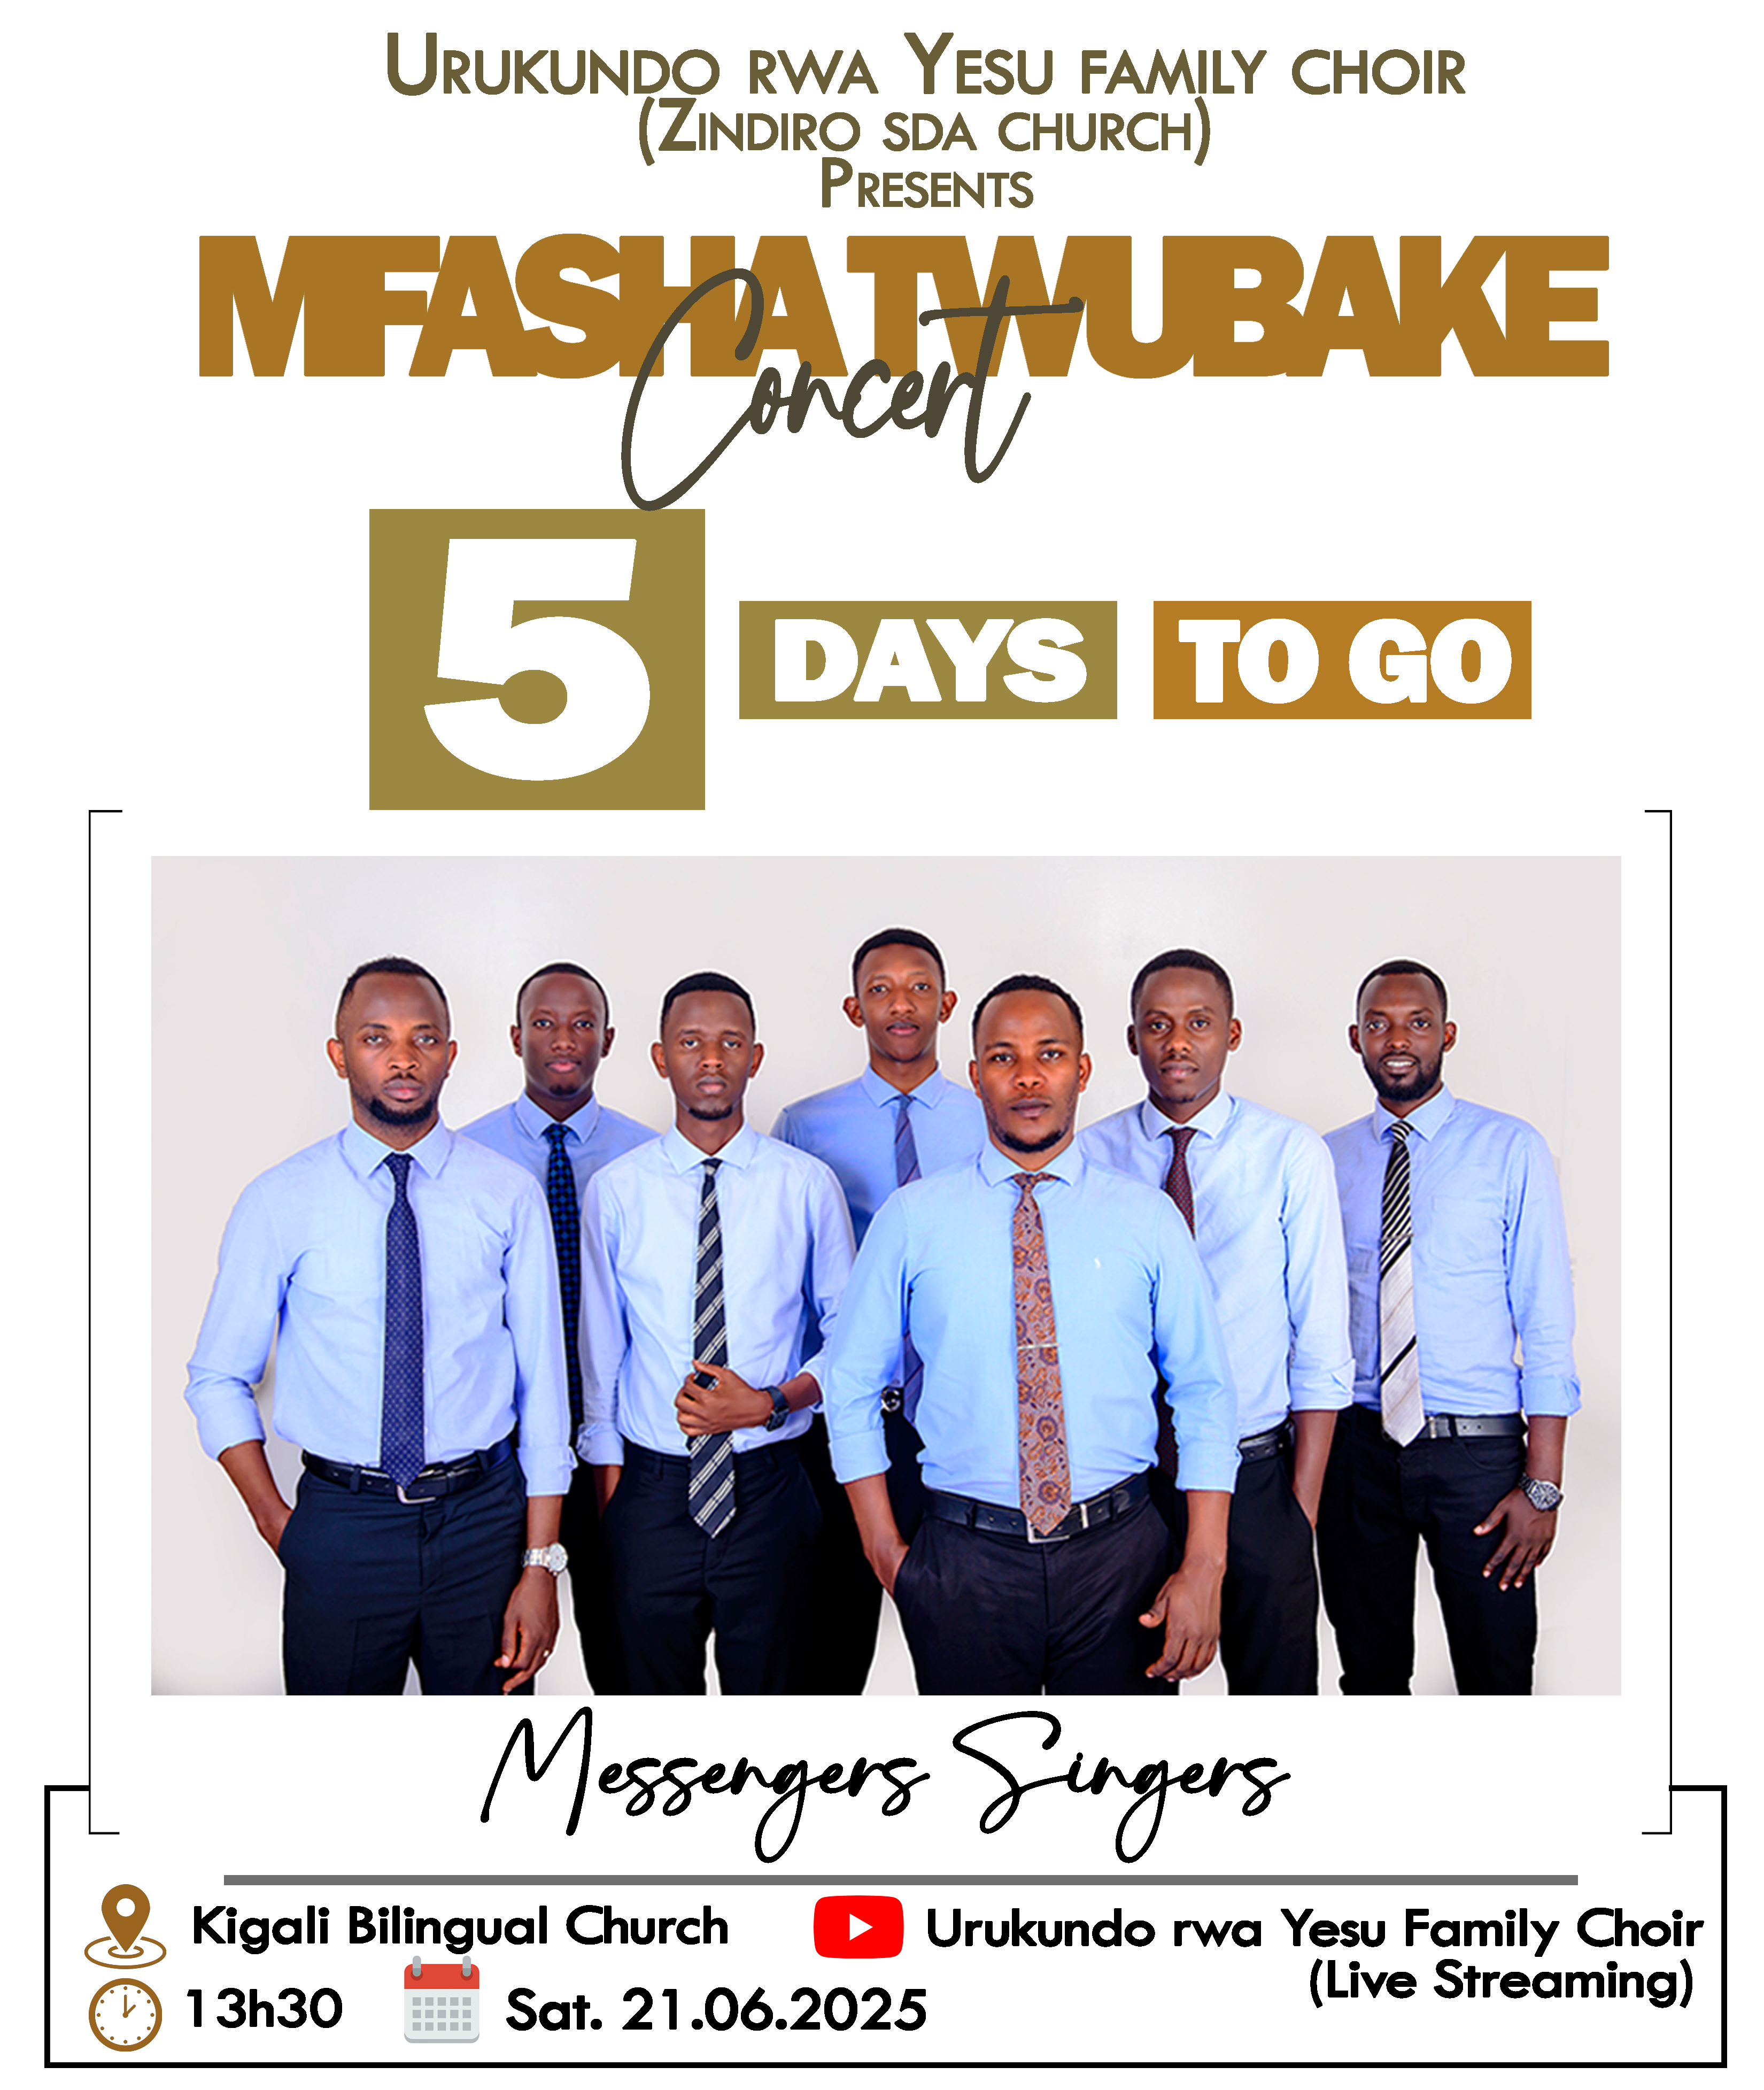 Urukundo rwa Yesu family choir
(Zindiro sda church)
Presents
MFASHA TWUBAKE
Concert
5 DAYS TO GO
Messengers Singers
Kigali Bilingual Church
Urukundo rwa Yesu Family Choir
(Live Streaming)
13h30
Sat. 21.06.2025